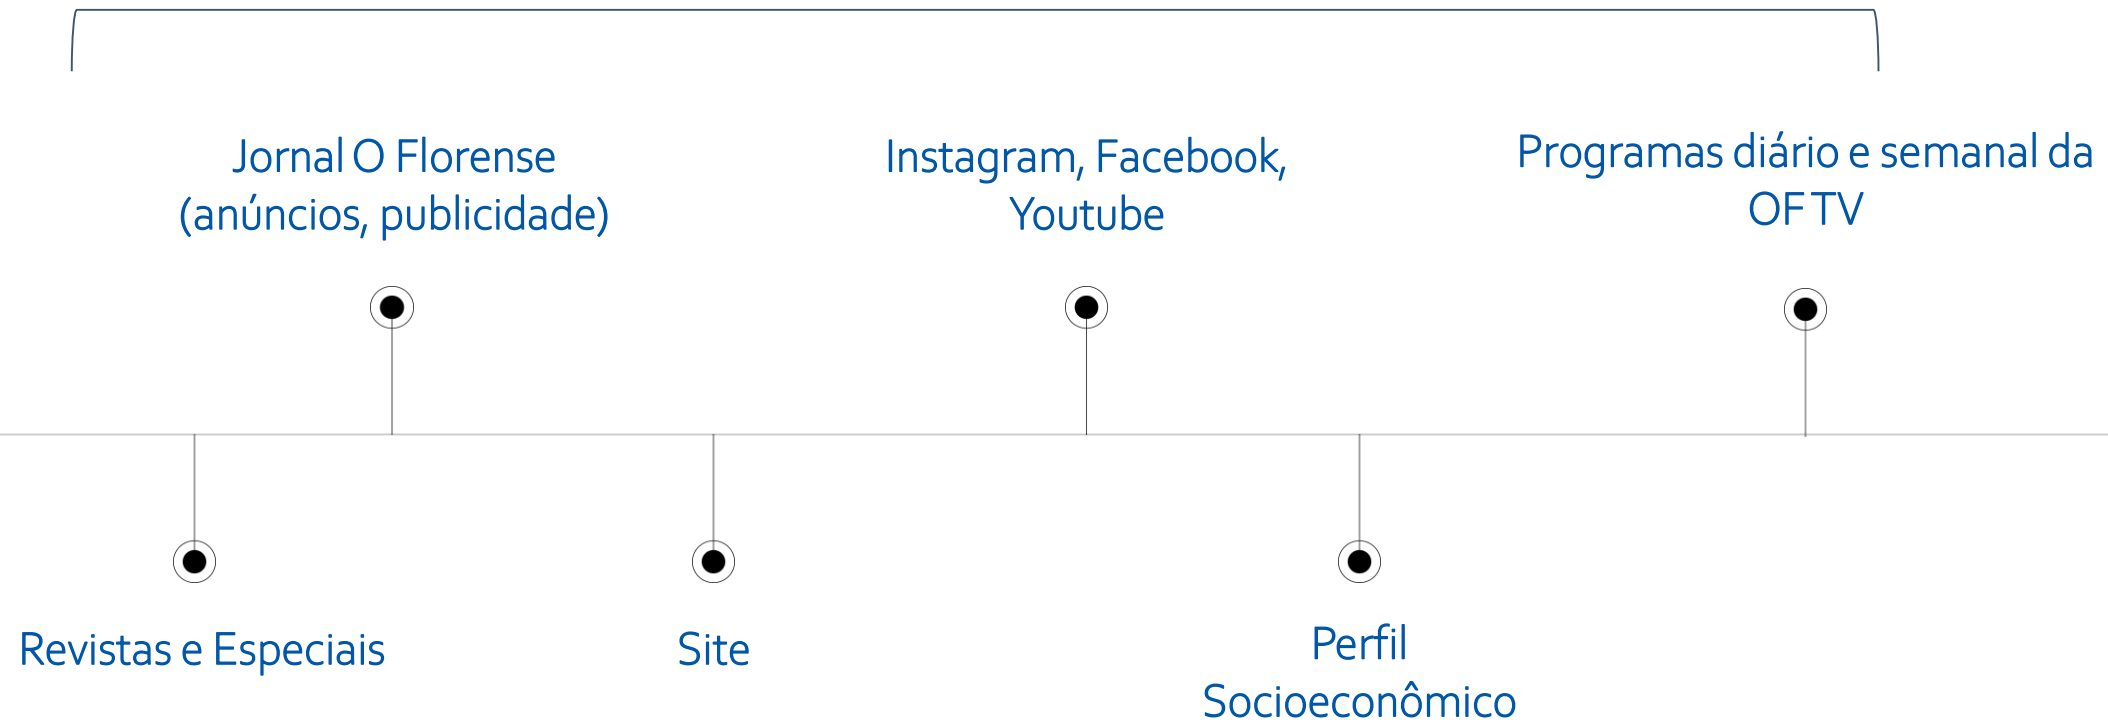 Jornal O Florense
(anúncios, publicidade)
Instagram, Facebook,
Youtube
Programas diário e semanal da
OF TV
Revistas e Especiais
Site
Perfil
Socioeconômico